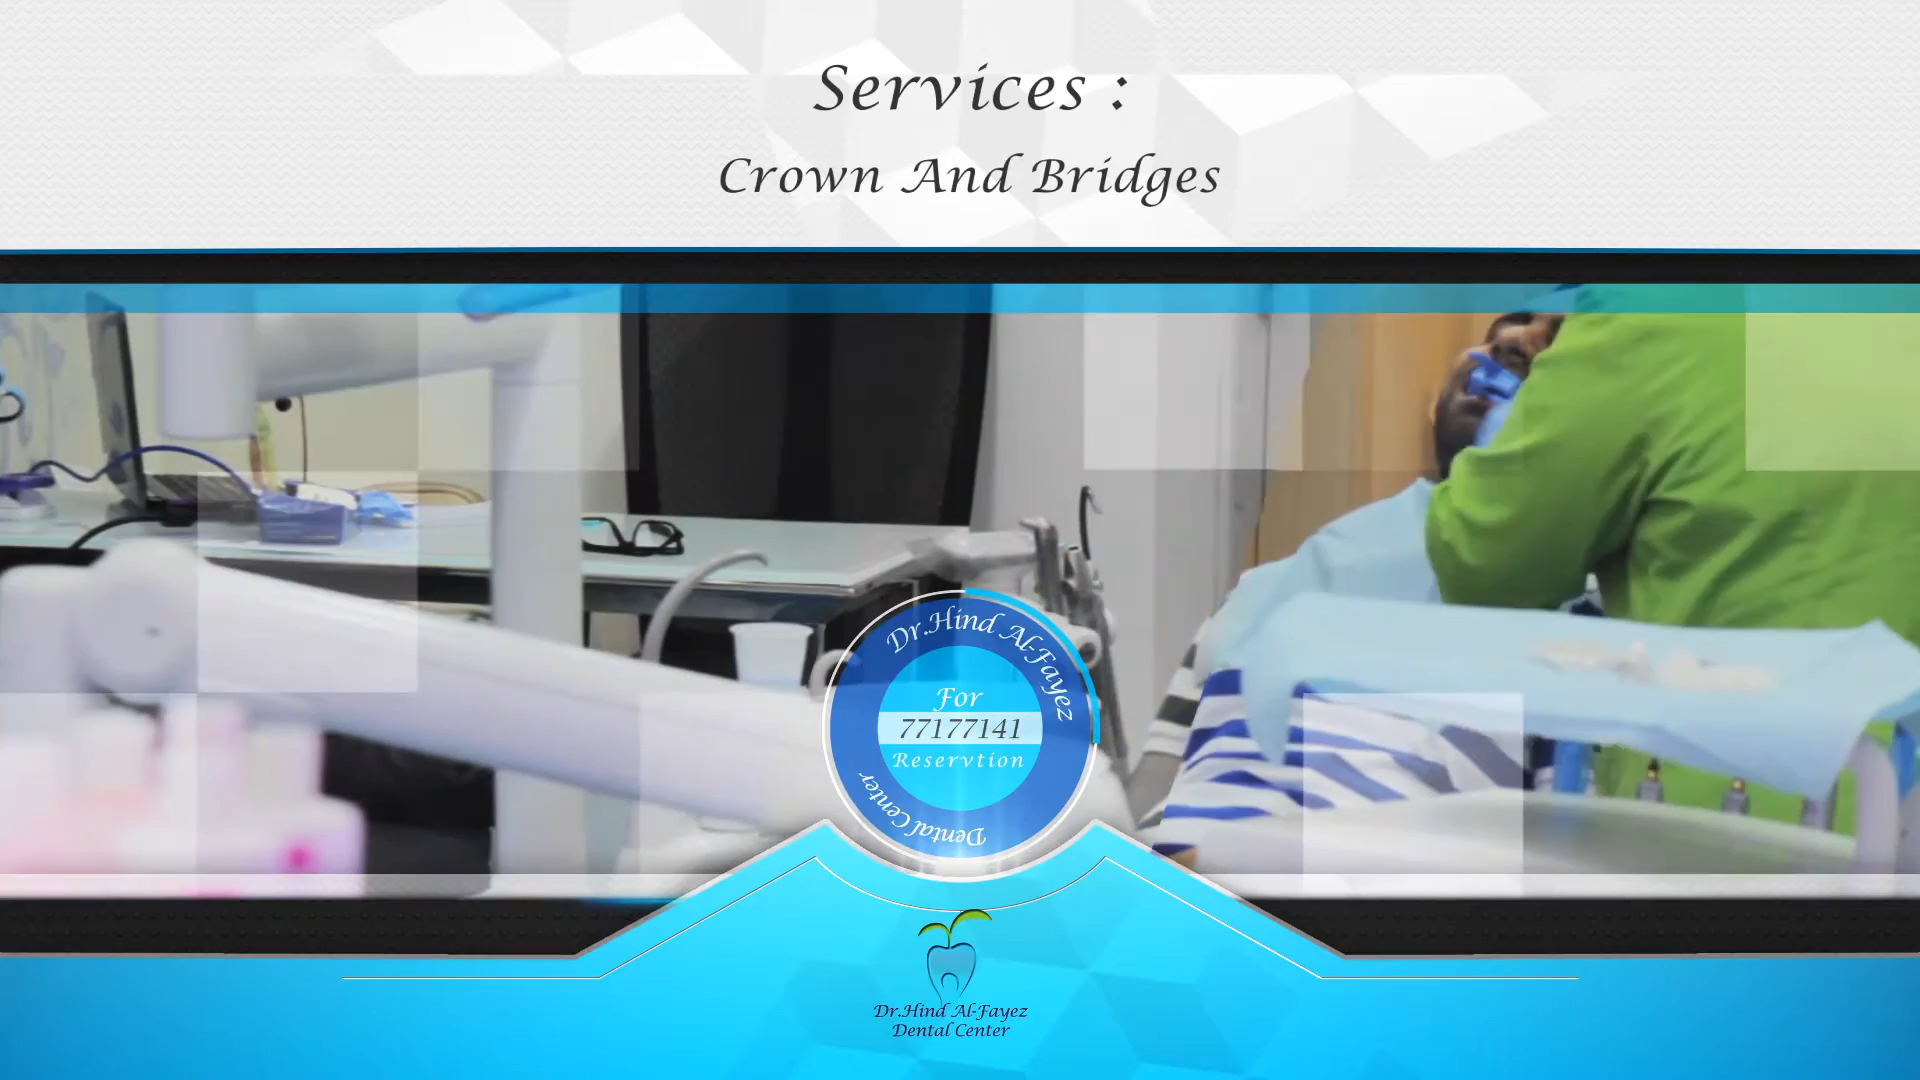 Services :
Crown And Bridges
Dr.Hind Al-Fayez
For
77177141
Reservtion
Dental Center
Dr.Hind Al-Fayez
Dental Center